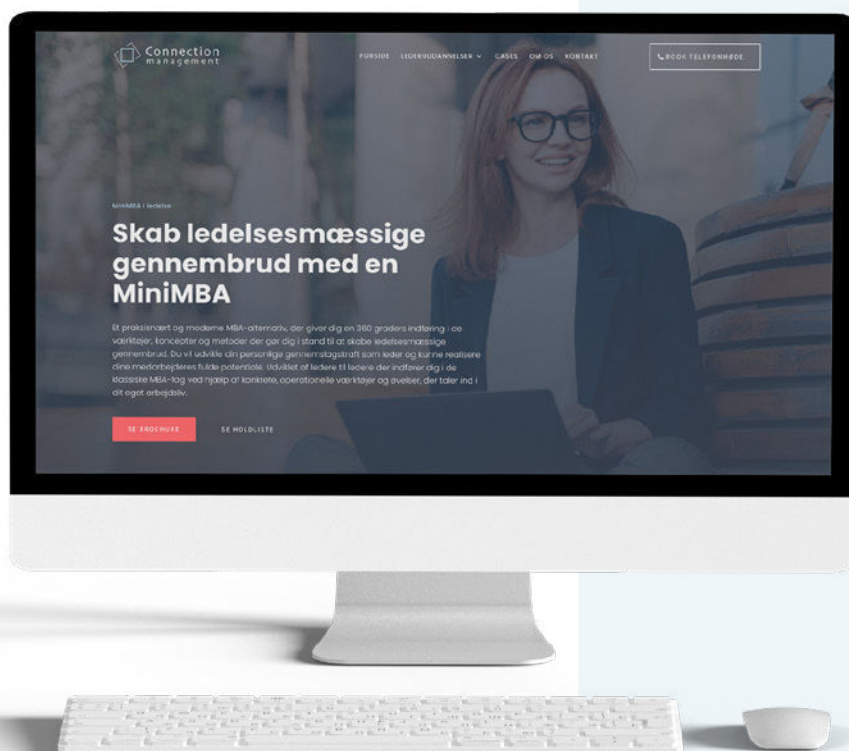 Connection
management
FORSIDE LEDERUDDANNELSER CASES OM OS KONTAKT
BOOK TELEFONMØDE
MiniMBA i ledelse
Skab ledelsesmæssige
gennembrud med en
MiniMBA
Et praksisnært og moderne MBA-alternativ, der giver dig en 360 graders indføring i de
værktøjer, koncepter og metoder der gør dig i stand til at skabe ledelsesmæssige
gennembrud. Du vil udvikle din personlige gennemslagskraft som leder og kunne realisere
dine medarbejderes fulde potentiale. Udviklet af ledere til ledere der indfører dig i de
klassiske MBA-fag ved hjælp af konkrete, operationelle værktøjer og øvelser, der taler ind i
dit eget arbejdsliv.
SE BROCHURE SE HOLDLISTE